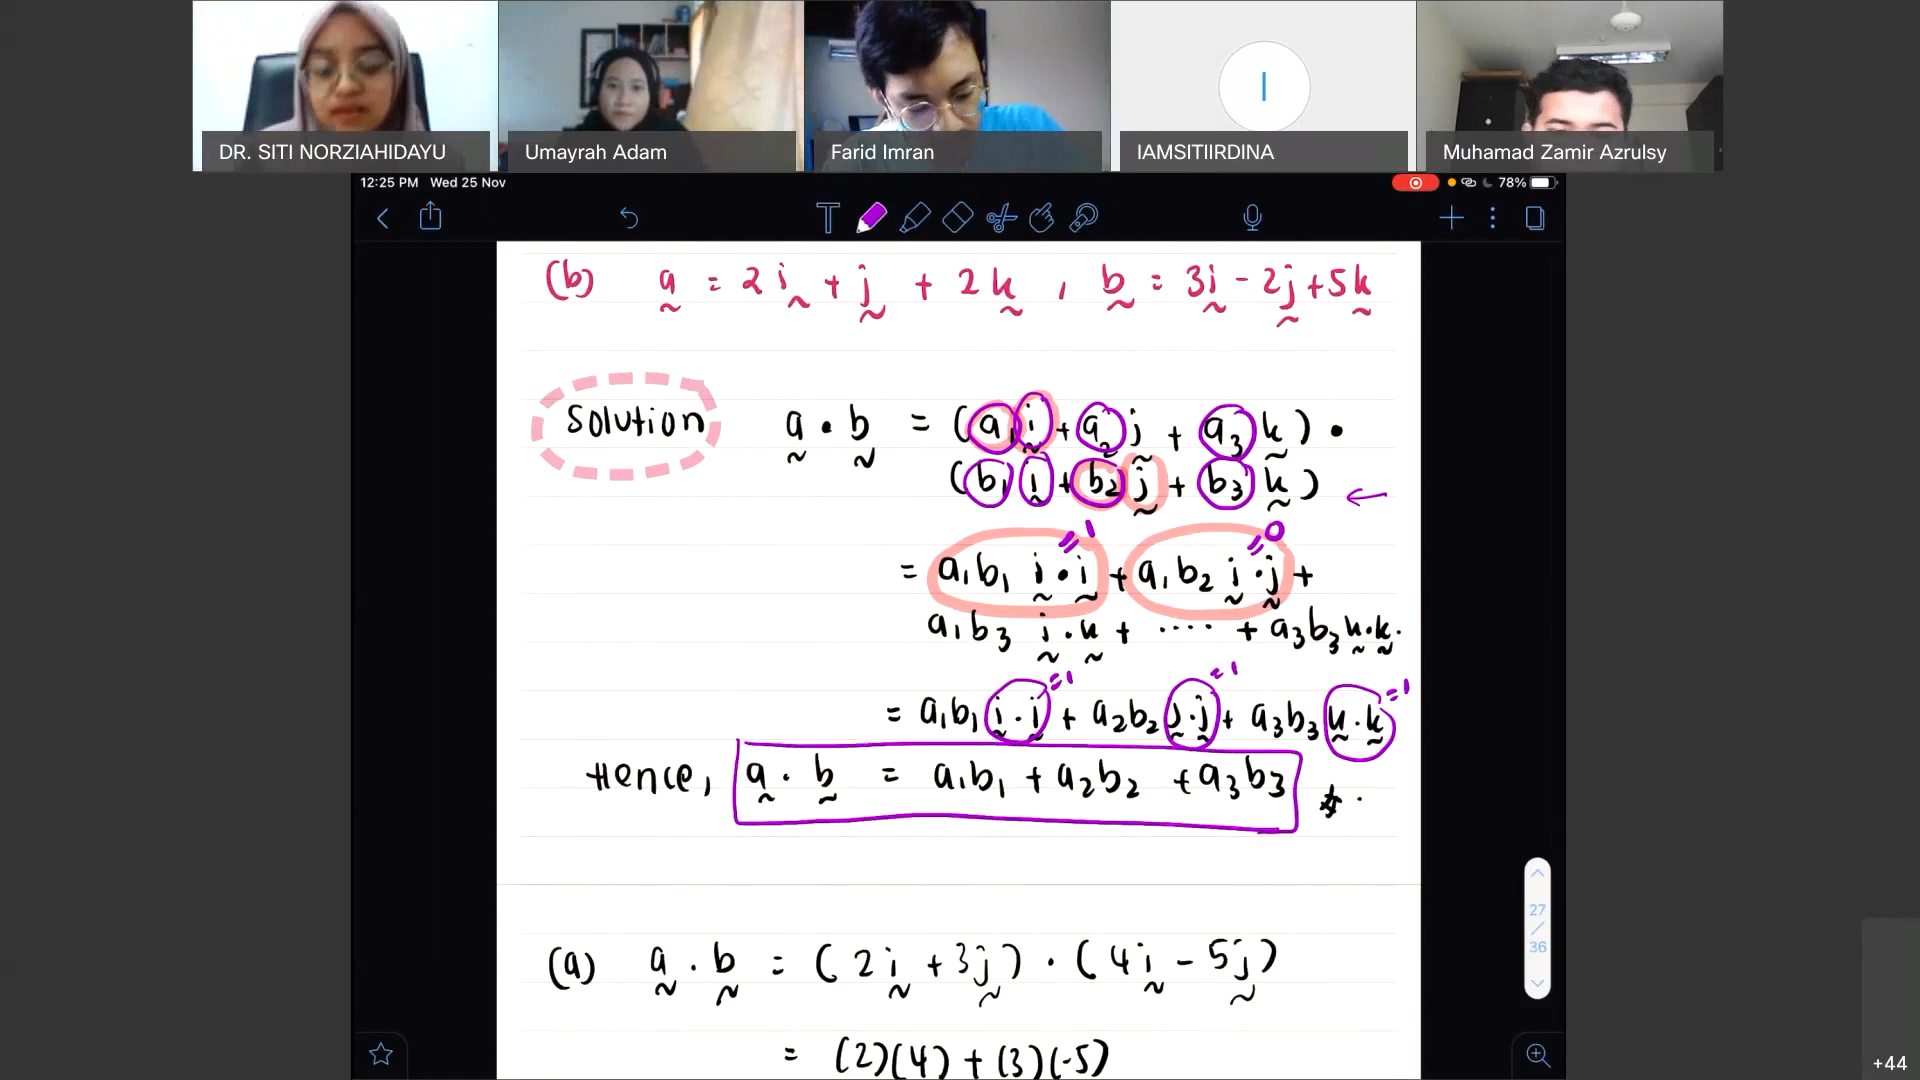 DR. SITI NORZIAHIDAYU
Umayrah Adam
Farid Imran
I
IAMSITIIRDINA
Muhamad Zamir Azrulsy
12:25 PM Wed 25 Nov
78%
T
(b) a = 2i + j + 2k , b = 3i - 2j + 5k
Solution a • b = (a₁i + a₂j + a₃k) •
(b₁i + b₂j + b₃k) ←
= a₁b₁ i•i =1 + a₁b₂ i•j =0 +
a₁b₃ i•k + .... + a₃b₃ k•k.
= a₁b₁ i•i =1 + a₂b₂ j•j =1 + a₃b₃ k•k =1
Hence, a • b = a₁b₁ + a₂b₂ + a₃b₃
27
/
36
(a) a • b = (2i + 3j) • (4i - 5j)
= (2)(4) + (3)(-5)
+44